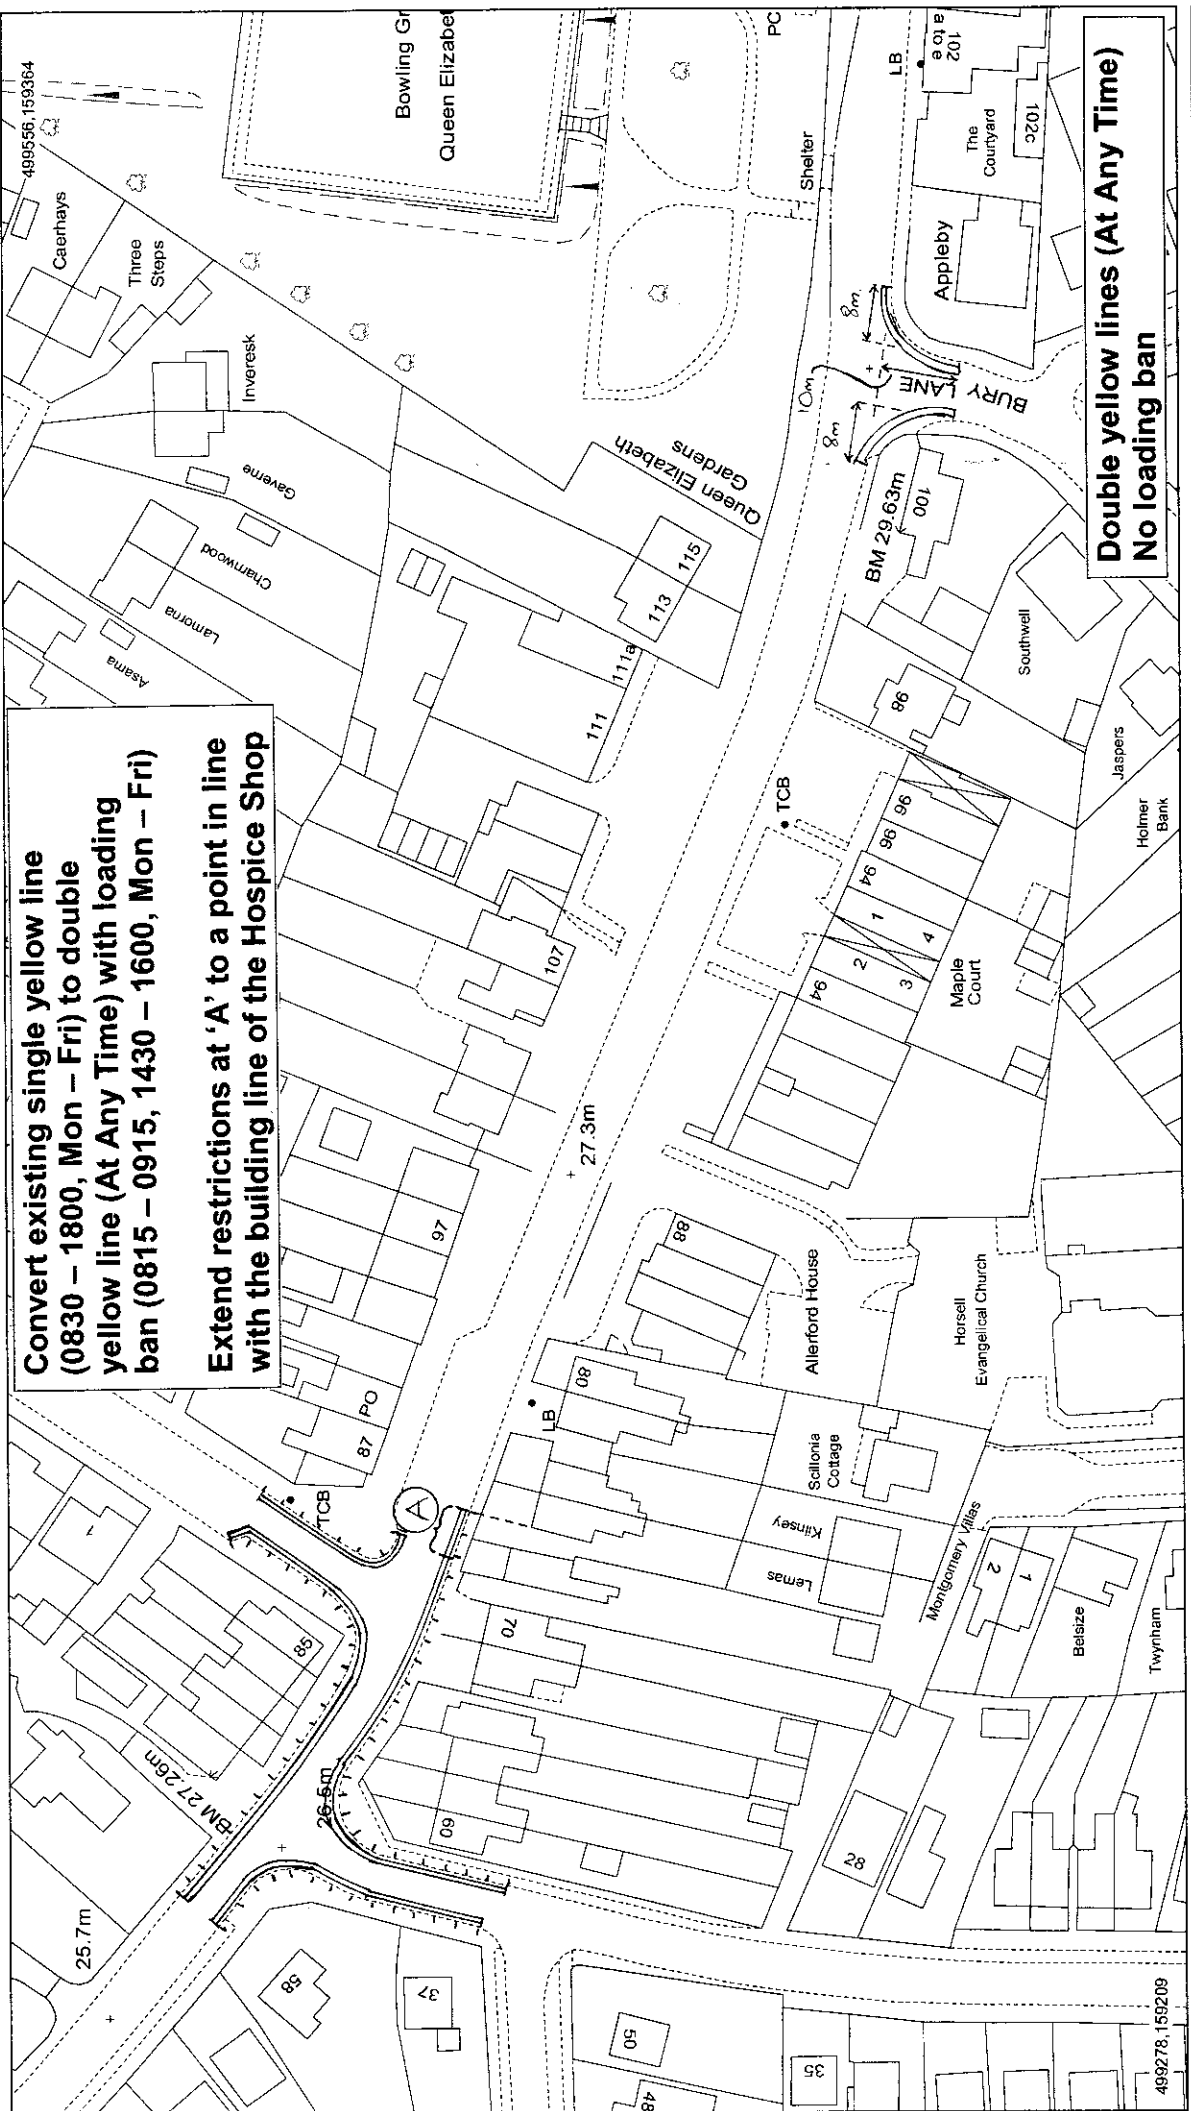 Convert existing single yellow line
(0830 – 1800, Mon – Fri) to double
yellow line (At Any Time) with loading
ban (0815 – 0915, 1430 – 1600, Mon – Fri)
Extend restrictions at ‘A’ to a point in line
with the building line of the Hospice Shop
Double yellow lines (At Any Time)
No loading ban
499556,159364
Caerhays
Three
Steps
Inveresk
Gaverne
Charnwood
Lamorna
Asama
Bowling Gr
Queen Elizabet
PC
Shelter
LB
102
a to e
102c
The
Courtyard
Appleby
8m
10m
8m
BURY LANE
Queen Elizabeth
Gardens
115
113
111a
111
BM 29.63m
100
Southwell
98
Jaspers
Holmer
Bank
TCB
96
96
94
1
2
3
4
94
Maple
Court
107
27.3m
97
88
Allerford House
Horsell
Evangelical Church
PO
87
80
LB
TCB
A
Scillonia
Cottage
Kilnsey
Lemas
Montgomery Villas
2
1
Belsize
Twynham
1
85
70
BM 27.26m
26.5m
60
28
25.7m
58
37
50
48
35
499278,159209